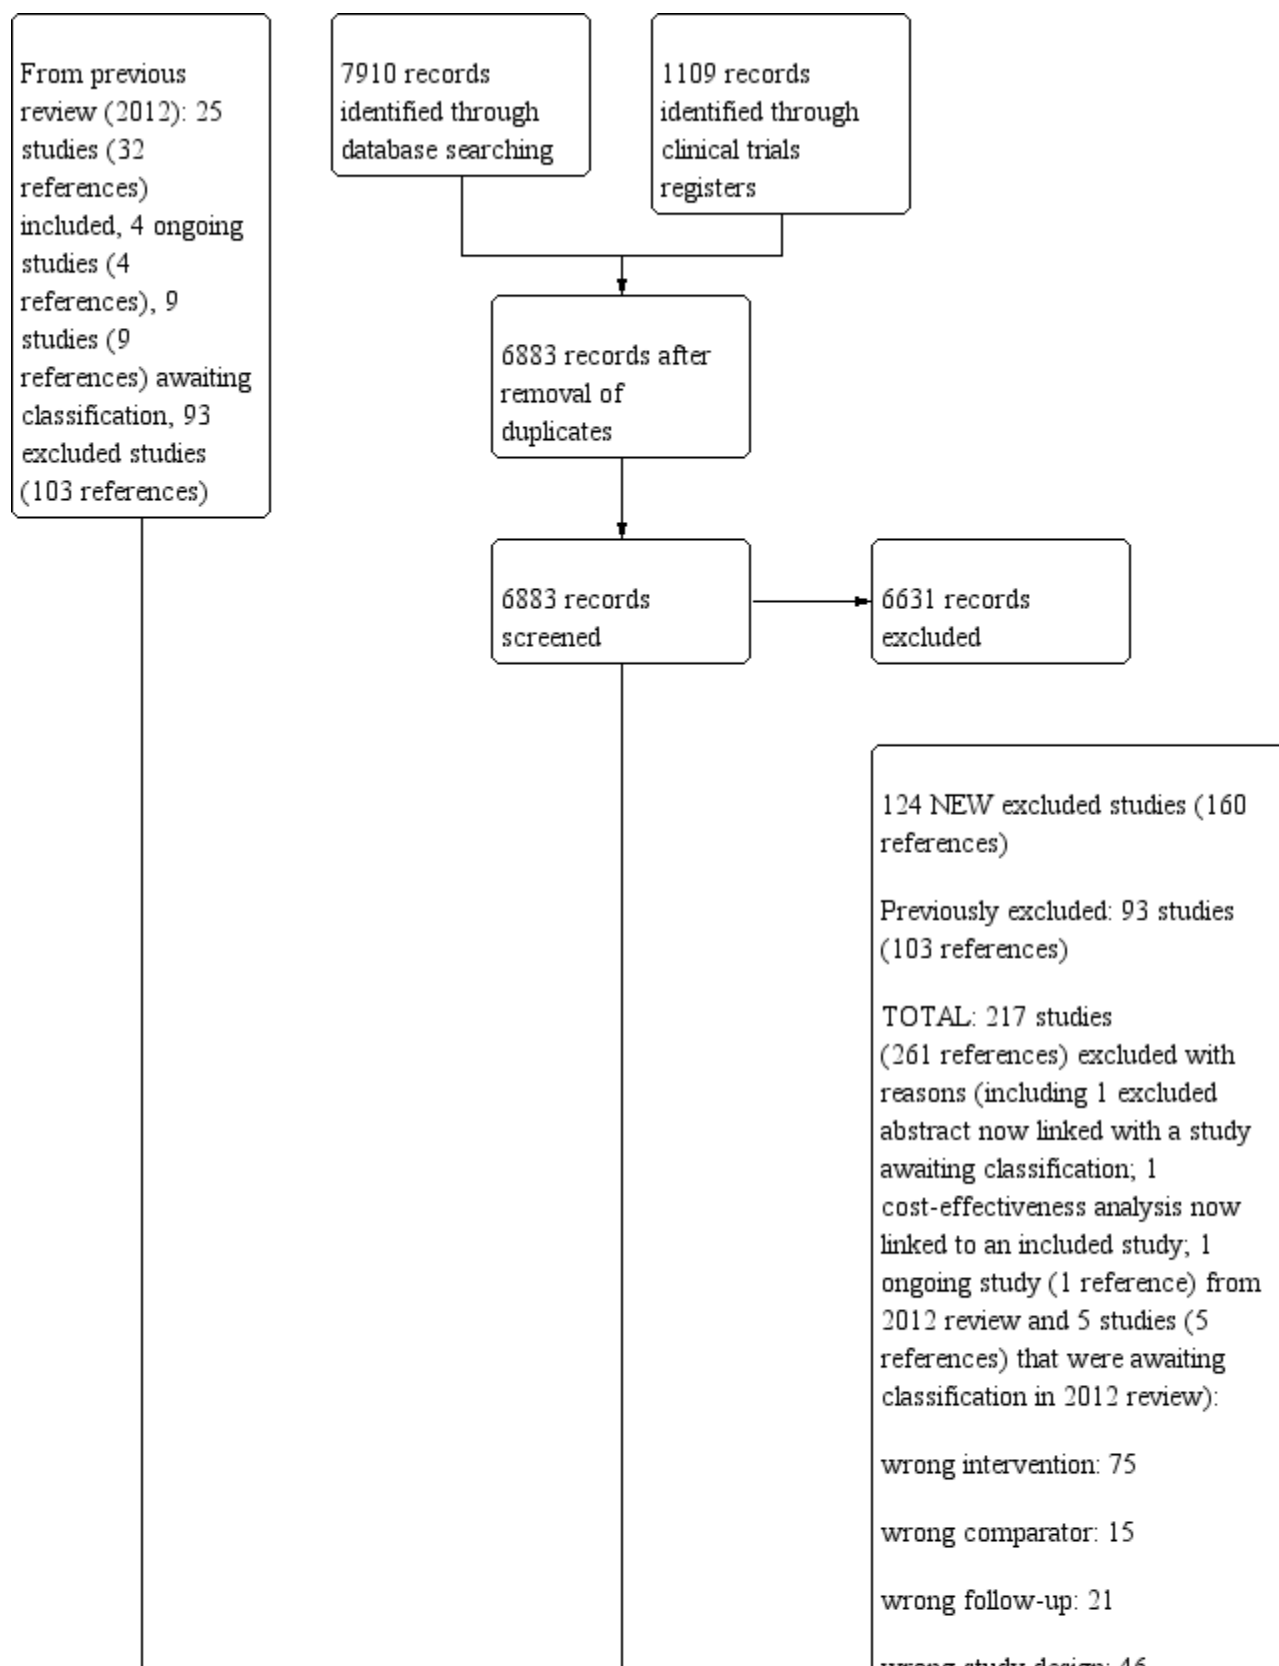 From previous
review (2012): 25
studies (32
references)
included, 4 ongoing
studies (4
references), 9
studies (9
references) awaiting
classification, 93
excluded studies
(103 references)
7910 records
identified through
database searching
1109 records
identified through
clinical trials
registers
6883 records after
removal of
duplicates
6883 records
screened
6631 records
excluded
124 NEW excluded studies (160
references)
Previously excluded: 93 studies
(103 references)
TOTAL: 217 studies
(261 references) excluded with
reasons (including 1 excluded
abstract now linked with a study
awaiting classification; 1
cost-effectiveness analysis now
linked to an included study; 1
ongoing study (1 reference) from
2012 review and 5 studies (5
references) that were awaiting
classification in 2012 review):
wrong intervention: 75
wrong comparator: 15
wrong follow-up: 21
wrong study design: 46